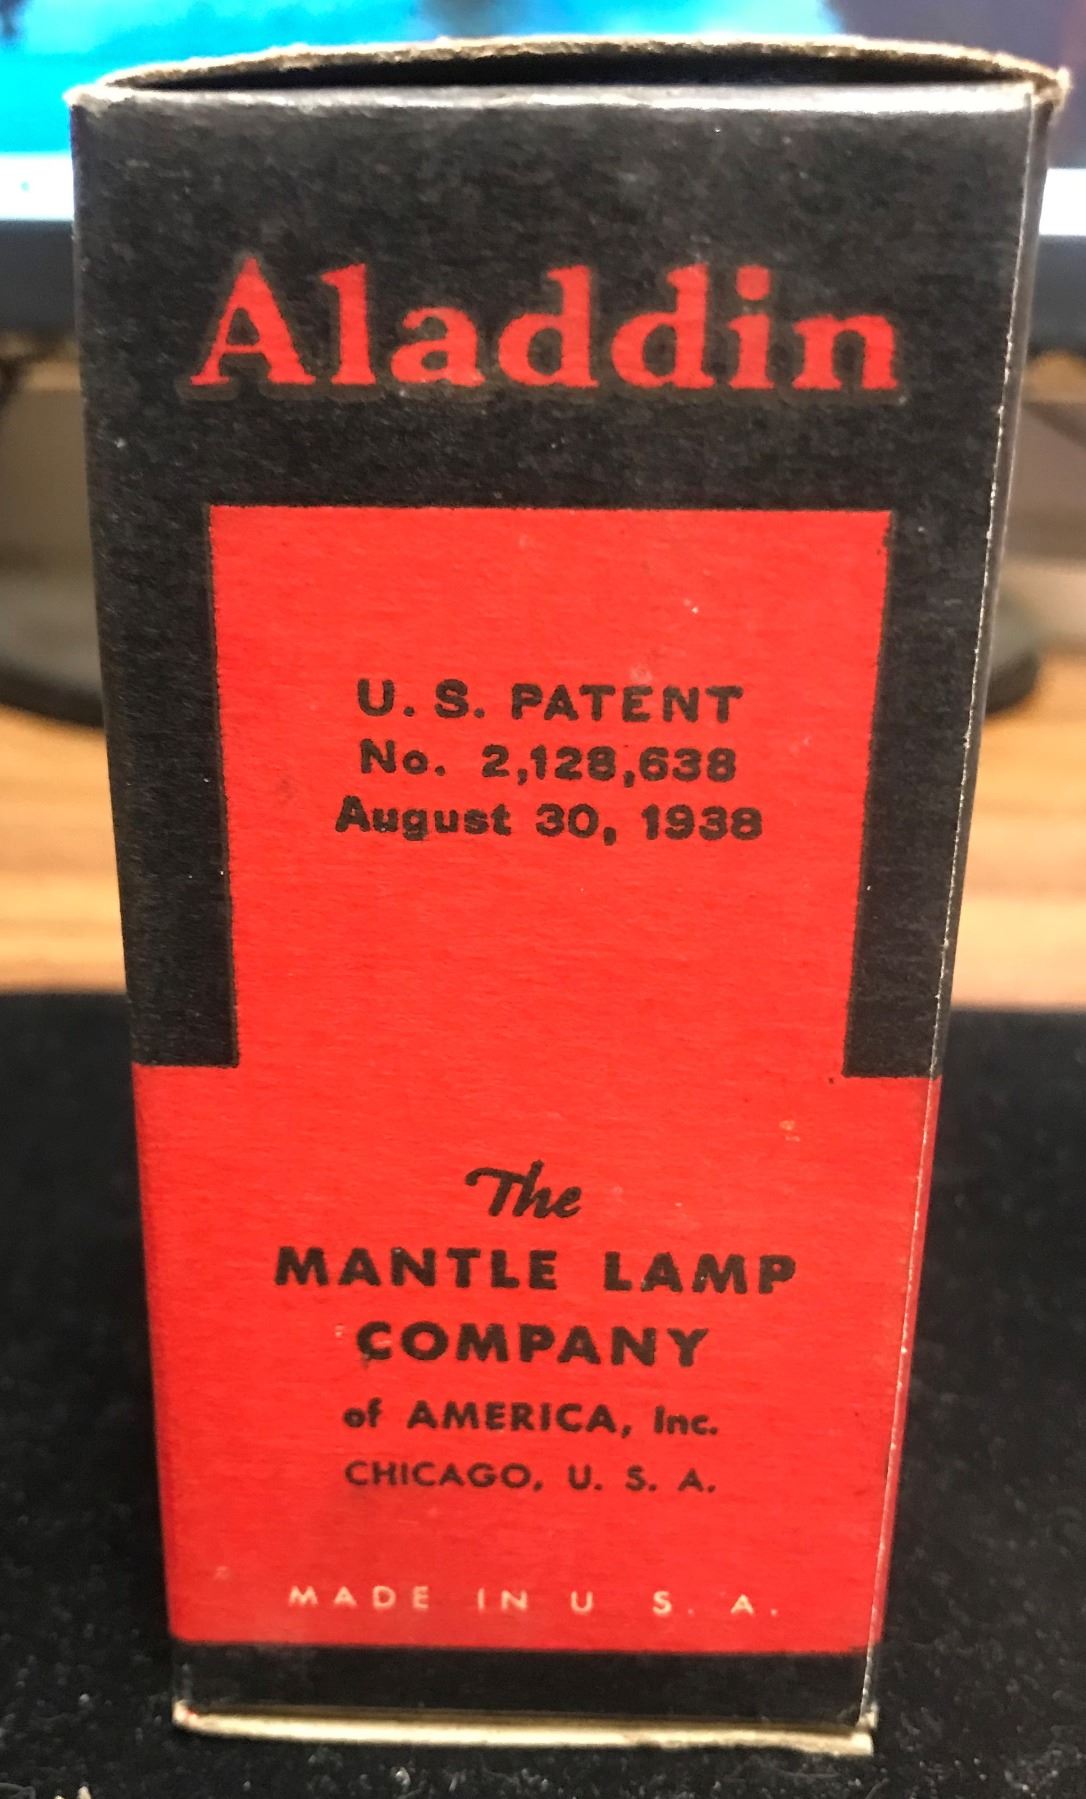 Aladdin
U. S. PATENT
No. 2,128,638
August 30, 1938
The
MANTLE LAMP
COMPANY
of AMERICA, Inc.
CHICAGO, U. S. A.
MADE IN U S. A.